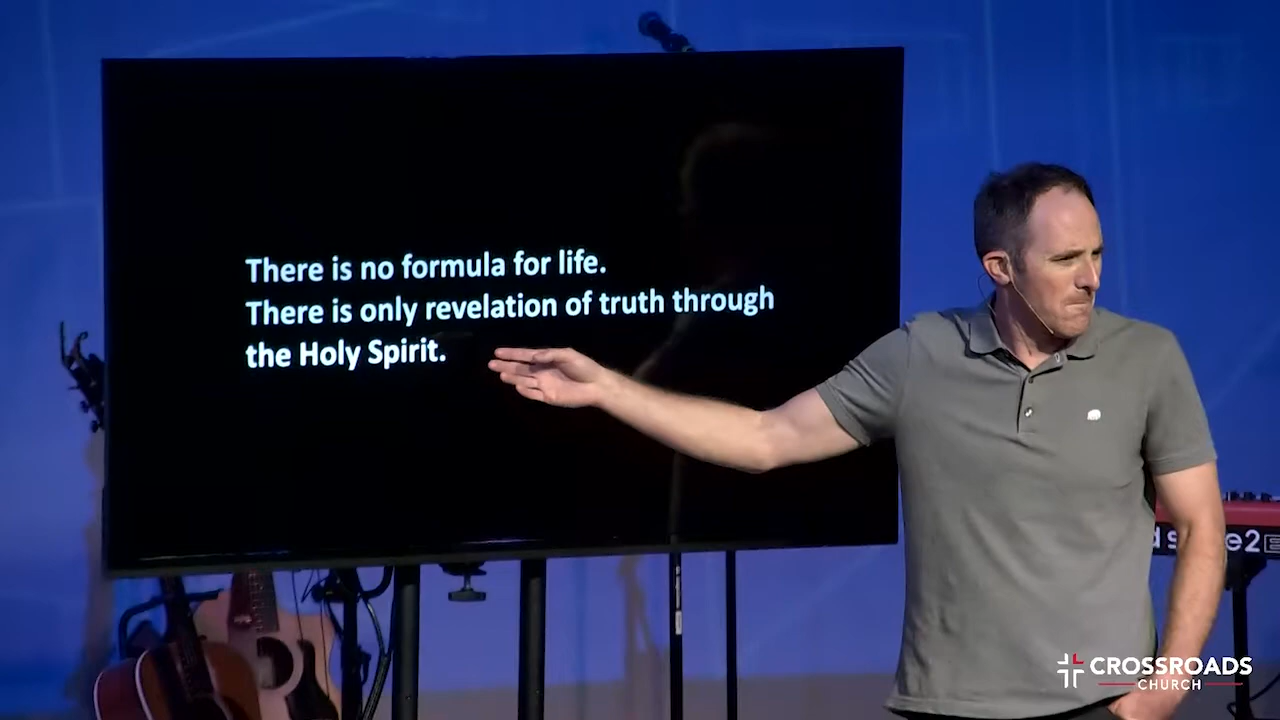 There is no formula for life.
There is only revelation of truth through
the Holy Spirit.
CROSSROADS
CHURCH